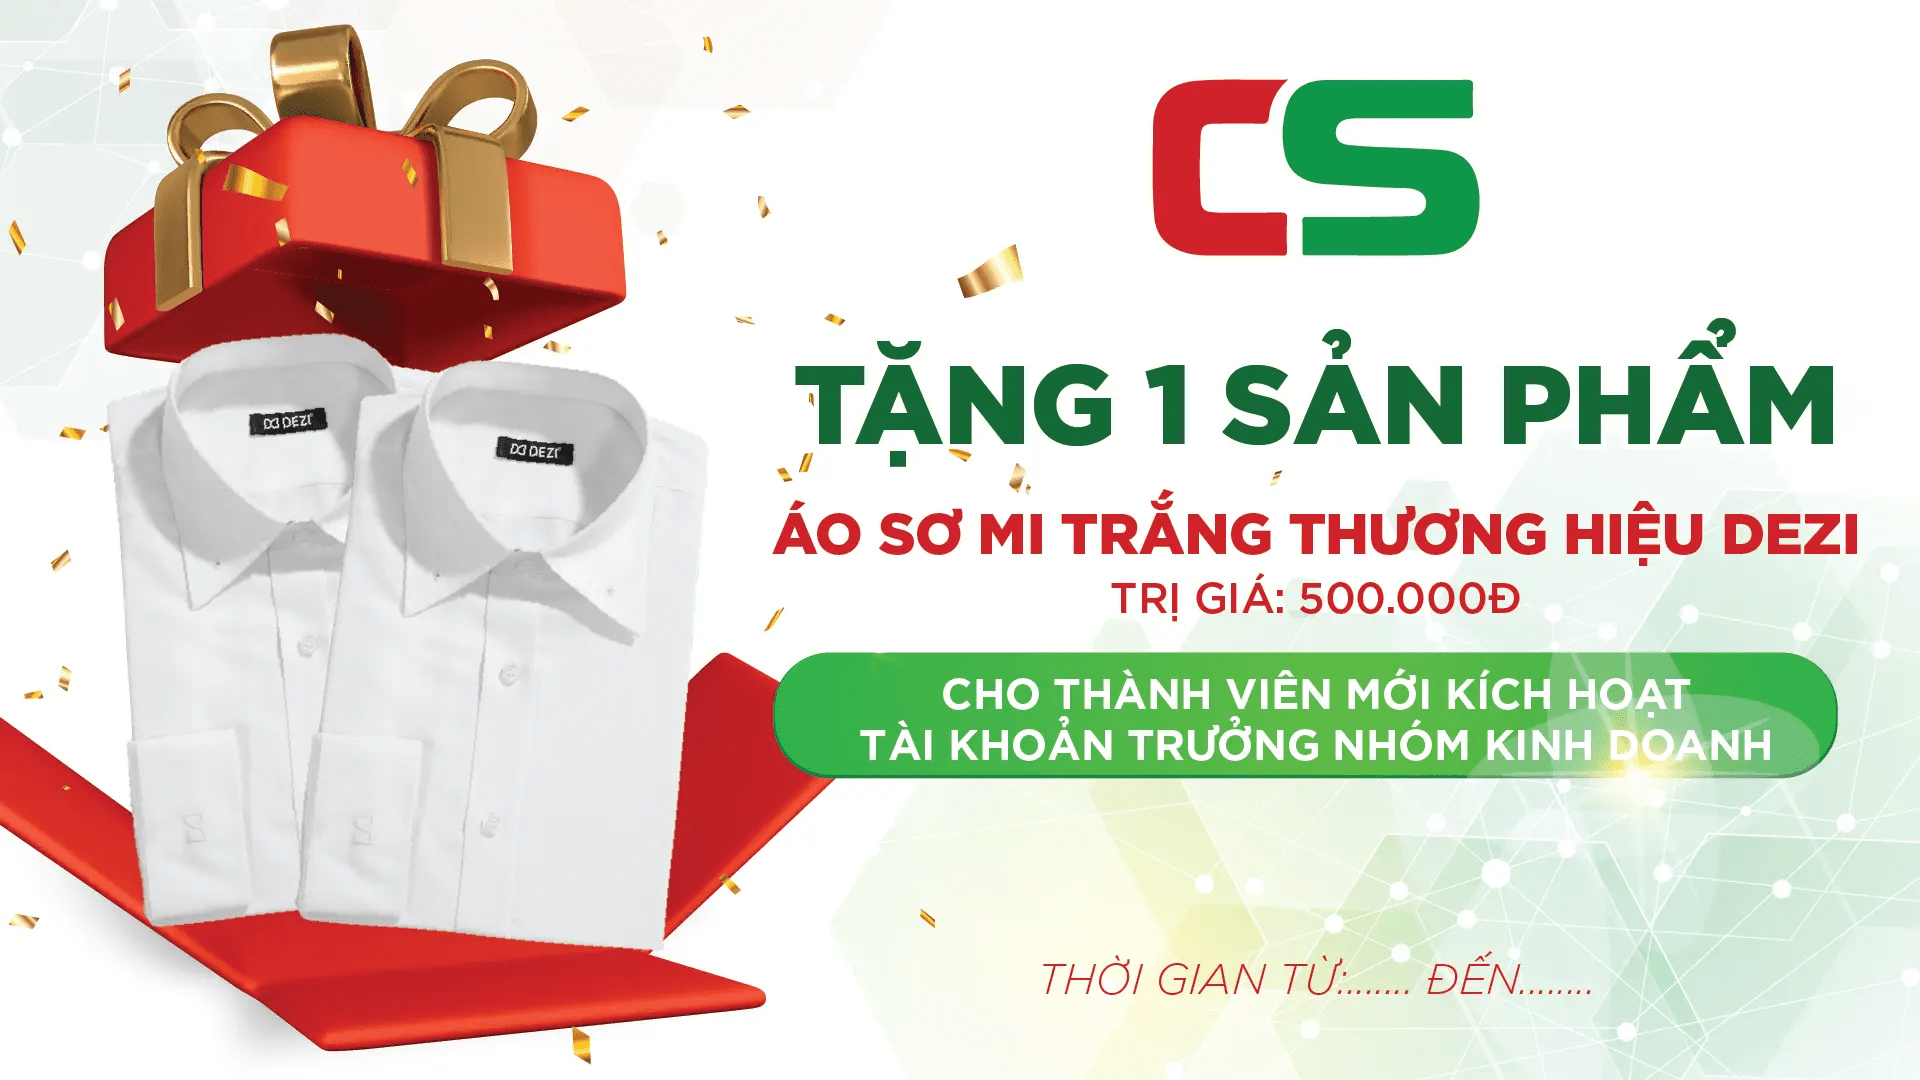 CS
TẶNG 1 SẢN PHẨM
ÁO SƠ MI TRẮNG THƯƠNG HIỆU DEZI
TRỊ GIÁ: 500.000Đ
CHO THÀNH VIÊN MỚI KÍCH HOẠT
TÀI KHOẢN TRƯỞNG NHÓM KINH DOANH
THỜI GIAN TỪ:....... ĐẾN........
DEZI
DEZI